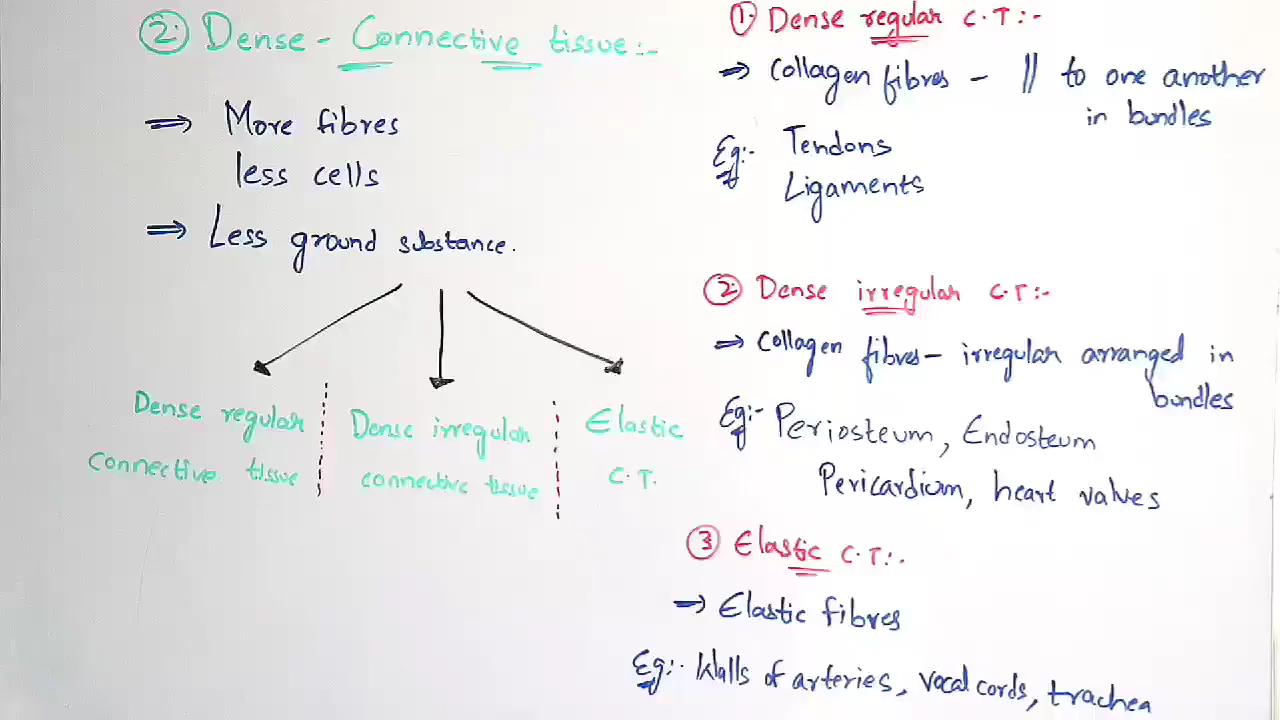 ② Dense - Connective tissue:-
⇒ More fibres
less cells
⇒ Less ground substance.
Dense regular
connective tissue
Dense irregular
connective tissue
Elastic
C.T.
① Dense regular C.T:-
⇒ Collagen fibres - || to one another
in bundles
Eg:- Tendons
Ligaments
② Dense irregular C.T:-
⇒ Collagen fibres - irregular arranged in
bundles
Eg:- Periosteum, Endosteum
Pericardium, heart valves
③ Elastic C.T:-
→ Elastic fibres
Eg:- Walls of arteries, vocal cords, trachea